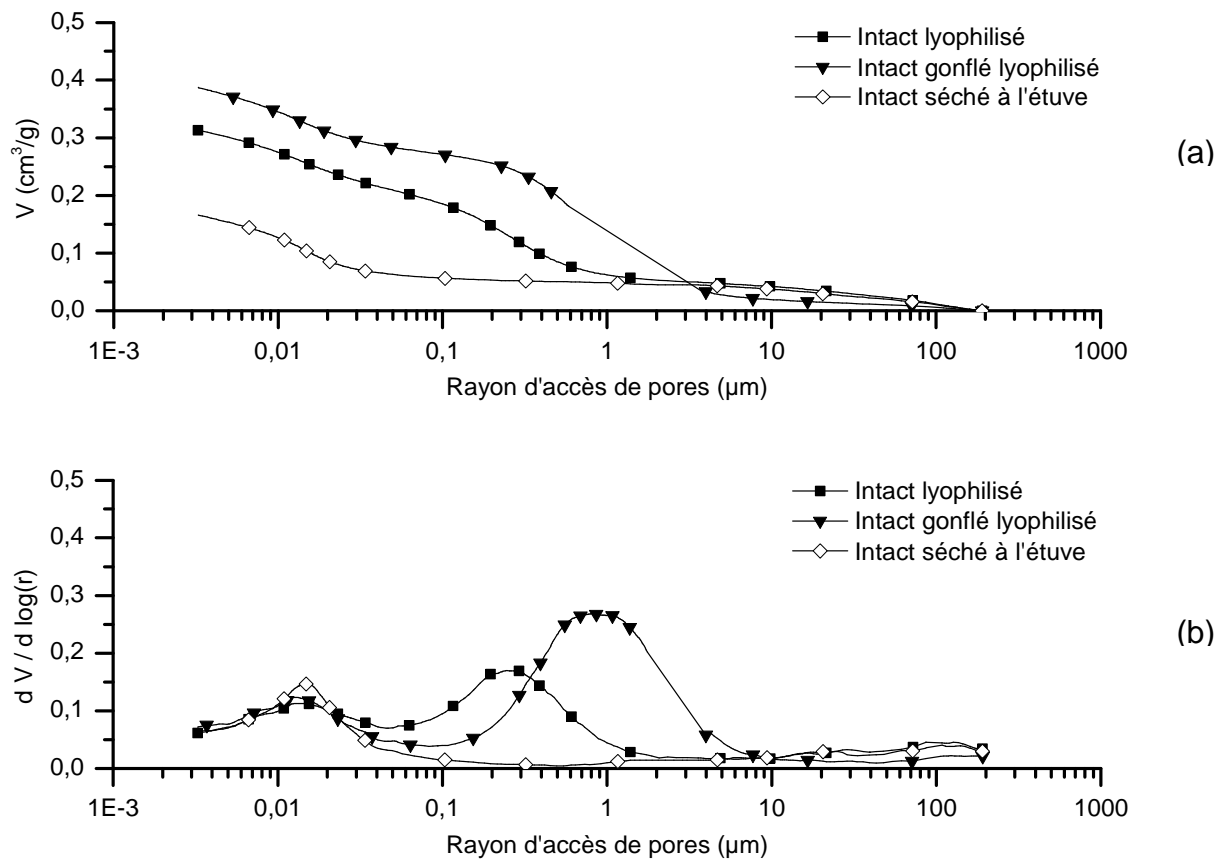 0,5
0,4
0,3
0,2
0,1
0,0
V (cm³/g)
Intact lyophilisé
Intact gonflé lyophilisé
Intact séché à l'étuve
(a)
1E-3 0,01 0,1 1 10 100 1000
Rayon d'accès de pores (µm)
0,5
0,4
0,3
0,2
0,1
0,0
d V / d log(r)
Intact lyophilisé
Intact gonflé lyophilisé
Intact séché à l'étuve
(b)
1E-3 0,01 0,1 1 10 100 1000
Rayon d'accès de pores (µm)